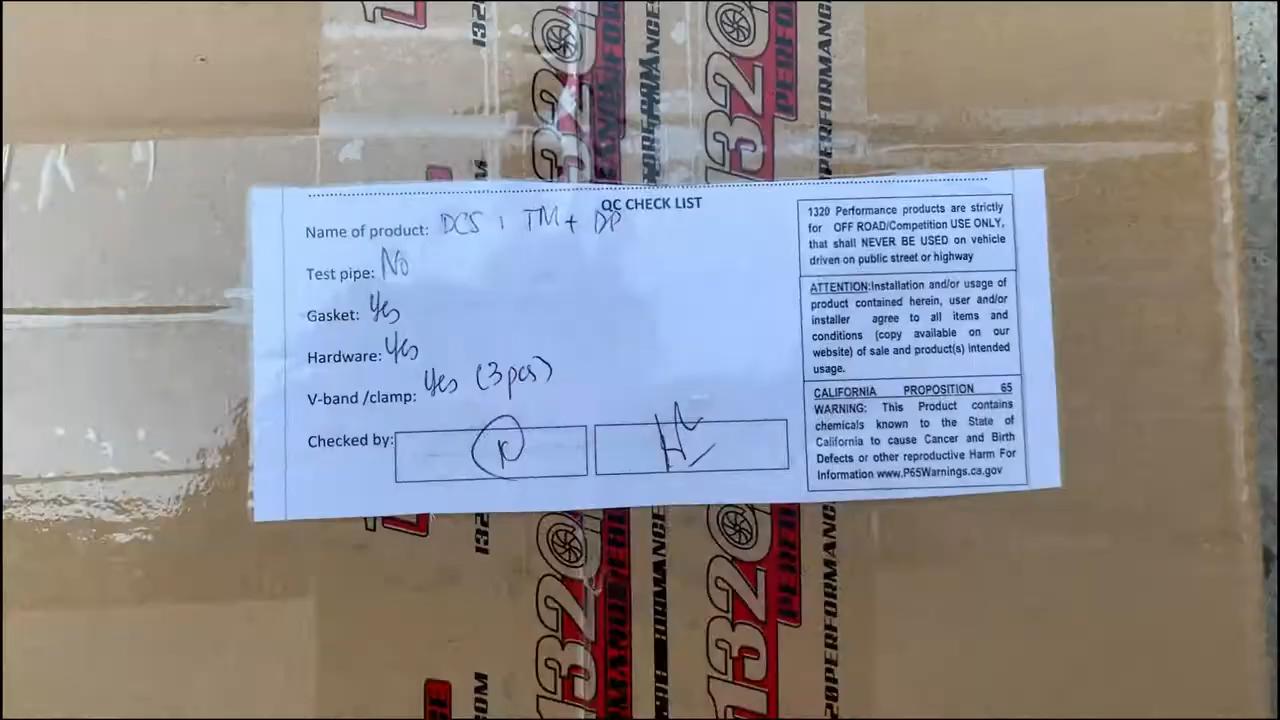 1320 PERFORMANCE
QC CHECK LIST
Name of product: DCS , TM + DP
Test pipe: No
Gasket: Yes
Hardware: Yes
V-band /clamp: Yes (3 pcs)
Checked by:
1320 Performance products are strictly
for OFF ROAD/Competition USE ONLY,
that shall NEVER BE USED on vehicle
driven on public street or highway
ATTENTION:Installation and/or usage of
product contained herein, user and/or
installer agree to all items and
conditions (copy available on our
website) of sale and product(s) intended
usage.
CALIFORNIA PROPOSITION 65
WARNING: This Product contains
chemicals known to the State of
California to cause Cancer and Birth
Defects or other reproductive Harm For
Information www.P65Warnings.ca.gov
1320 PERFORMANCE